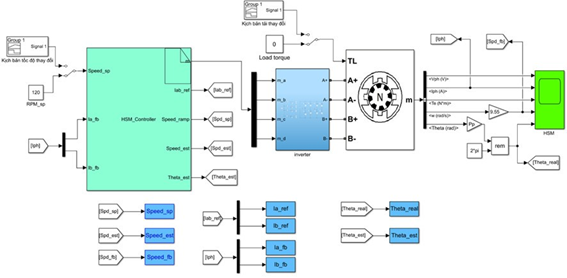 Group 1
Signal 1
Kịch bản tốc độ thay đổi
120
RPM_sp
[Iph]
Speed_sp
Ia_fb
Ib_fb
HSM_Controller
Iab_ref
Speed_ramp
Speed_est
Theta_est
[Iab_ref]
[Spd_sp]
[Spd_est]
[Theta_est]
Group 1
Signal 1
Kịch bản tải thay đổi
0
Load torque
m_a
m_b
m_c
m_d
A+
A-
B+
B-
inverter
TL
A+
A-
B+
B-
N
m
[Iph]
[Spd_fb]
<Vph (V)>
<Iph (A)>
<Te (N*m)>
<w (rad/s)>
<Theta (rad)>
9.55
Pp
2*pi
rem
HSM
[Theta_real]
[Spd_sp]
Speed_sp
[Spd_est]
Speed_est
[Spd_fb]
Speed_fb
[Iab_ref]
Ia_ref
Ib_ref
[Iph]
Ia_fb
Ib_fb
[Theta_real]
Theta_real
[Theta_est]
Theta_est